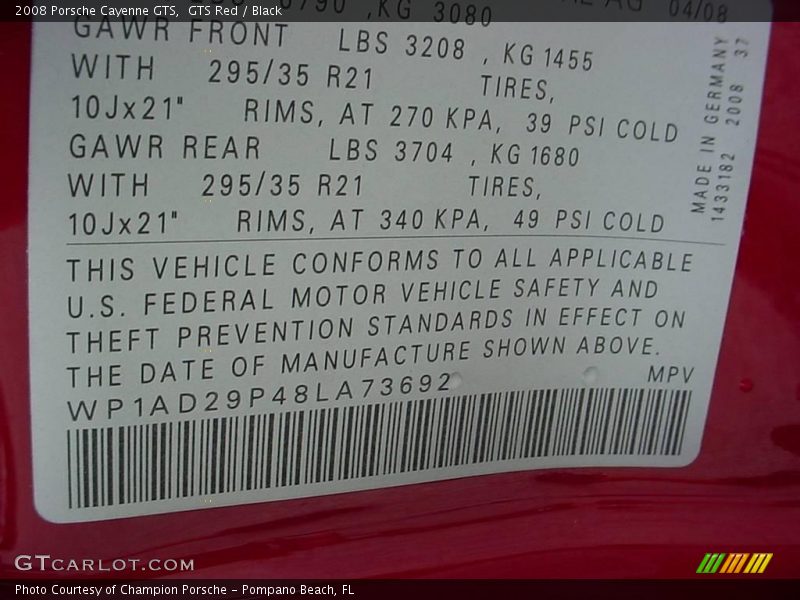 2008 Porsche Cayenne GTS, GTS Red / Black
,KG 3080
04/08
GAWR FRONT LBS 3208 , KG 1455
WITH 295/35 R21 TIRES,
10Jx21" RIMS, AT 270 KPA, 39 PSI COLD
GAWR REAR LBS 3704 , KG 1680
WITH 295/35 R21 TIRES,
10Jx21" RIMS, AT 340 KPA, 49 PSI COLD
MADE IN GERMANY
1433182 2008 37
THIS VEHICLE CONFORMS TO ALL APPLICABLE
U.S. FEDERAL MOTOR VEHICLE SAFETY AND
THEFT PREVENTION STANDARDS IN EFFECT ON
THE DATE OF MANUFACTURE SHOWN ABOVE.
WP1AD29P48LA73692 MPV
GTCARLOT.COM
Photo Courtesy of Champion Porsche - Pompano Beach, FL